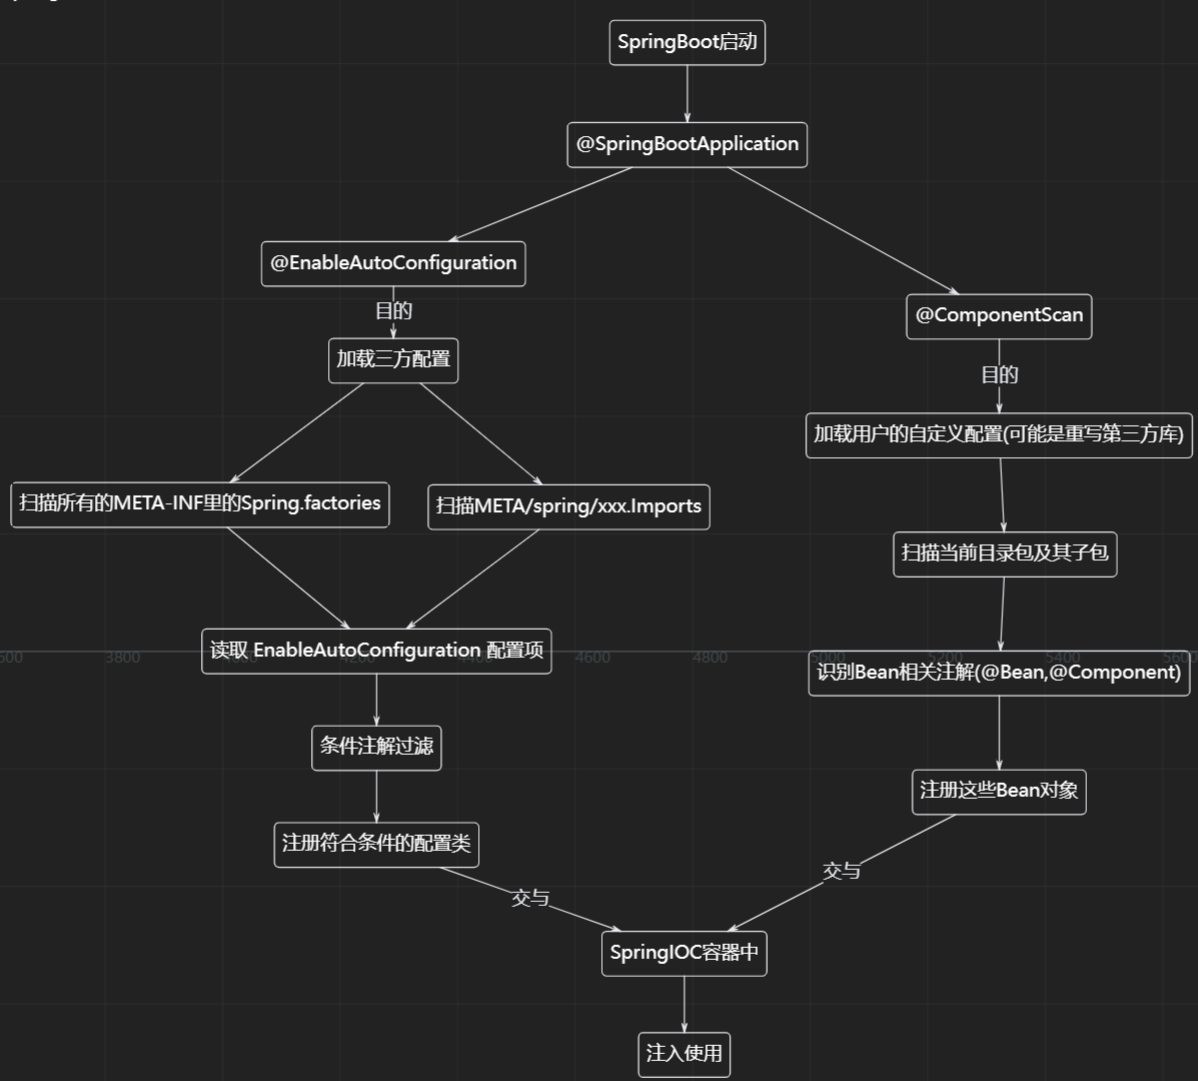 SpringBoot启动
@SpringBootApplication
@EnableAutoConfiguration
目的
加载三方配置
扫描所有的META-INF里的Spring.factories
扫描META/spring/xxx.Imports
读取 EnableAutoConfiguration 配置项
条件注解过滤
注册符合条件的配置类
交与
@ComponentScan
目的
加载用户的自定义配置(可能是重写第三方库)
扫描当前目录包及其子包
识别Bean相关注解(@Bean,@Component)
注册这些Bean对象
交与
SpringIOC容器中
注入使用
3800
4600
4800